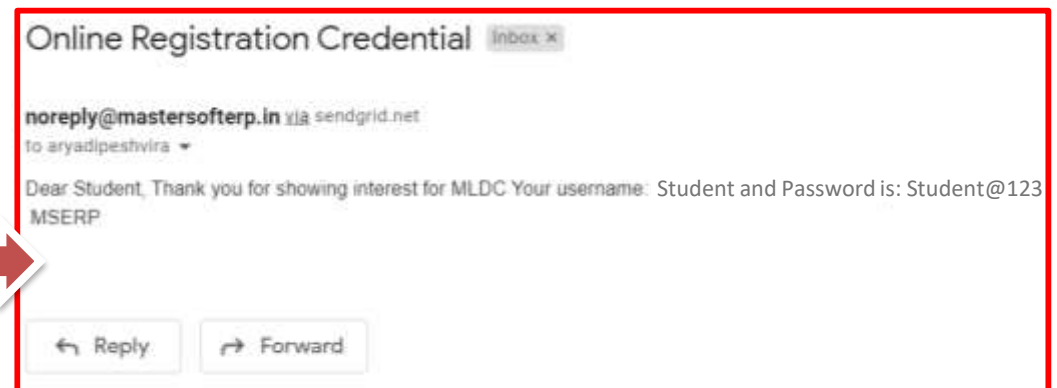 Online Registration Credential Inbox ×
noreply@mastersofterp.in via sendgrid.net
to aryadipeshvira
Dear Student, Thank you for showing interest for MLDC Your username: Student and Password is: Student@123
MSERP
Reply Forward